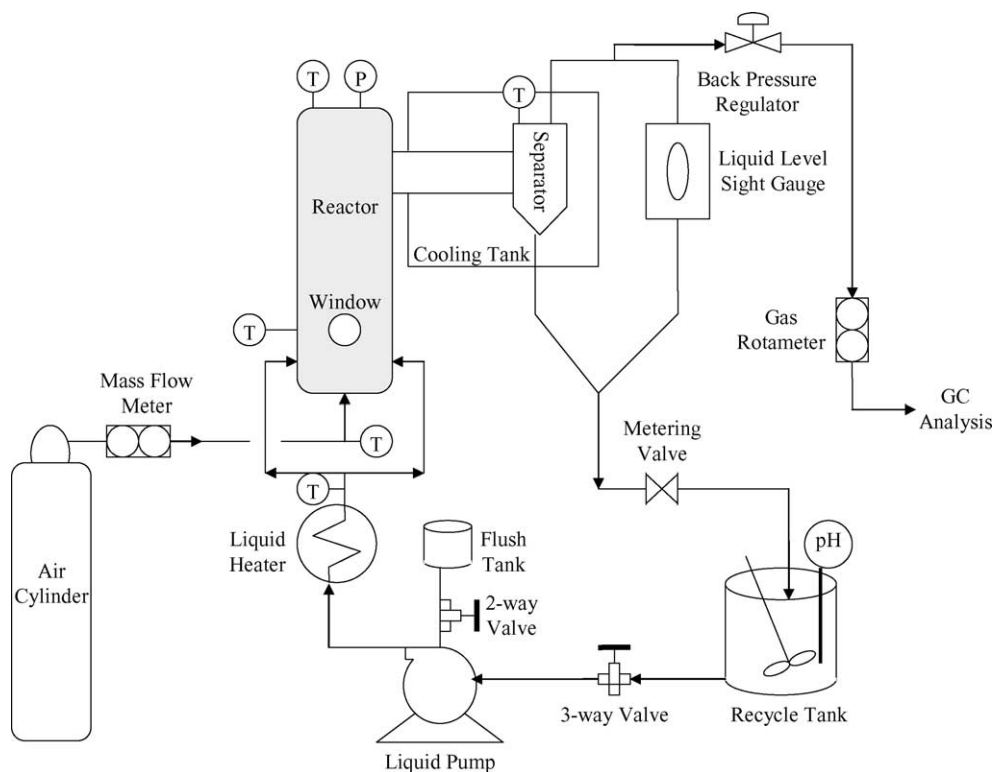 T
P
T
Back Pressure
Regulator
Separator
Liquid Level
Sight Gauge
Reactor
Cooling Tank
Window
T
Gas
Rotameter
Mass Flow
Meter
GC
Analysis
T
Metering
Valve
T
Liquid
Heater
Flush
Tank
pH
Air
Cylinder
2-way
Valve
3-way Valve
Recycle Tank
Liquid Pump